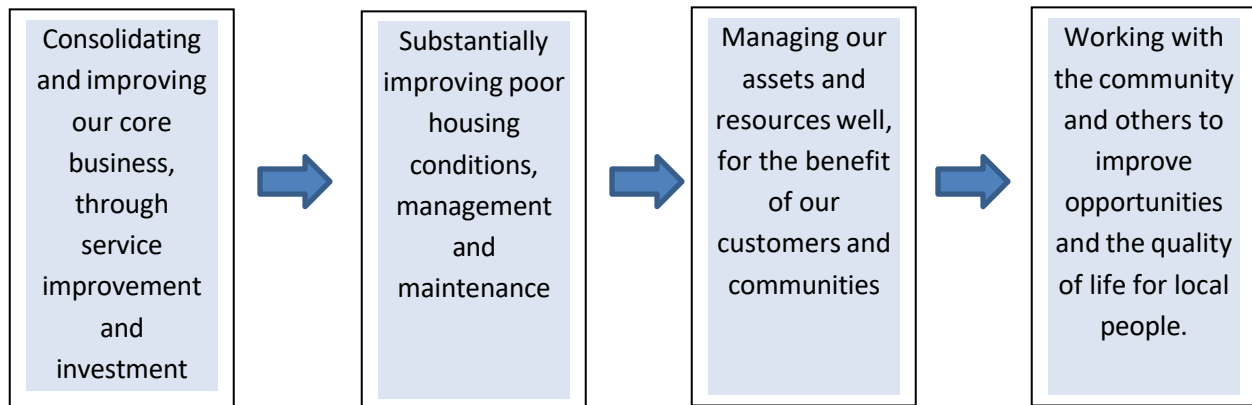 Consolidating
and improving
our core
business,
through
service
improvement
and
investment
Substantially
improving poor
housing
conditions,
management
and
maintenance
Managing our
assets and
resources well,
for the benefit
of our
customers and
communities
Working with
the community
and others to
improve
opportunities
and the quality
of life for local
people.